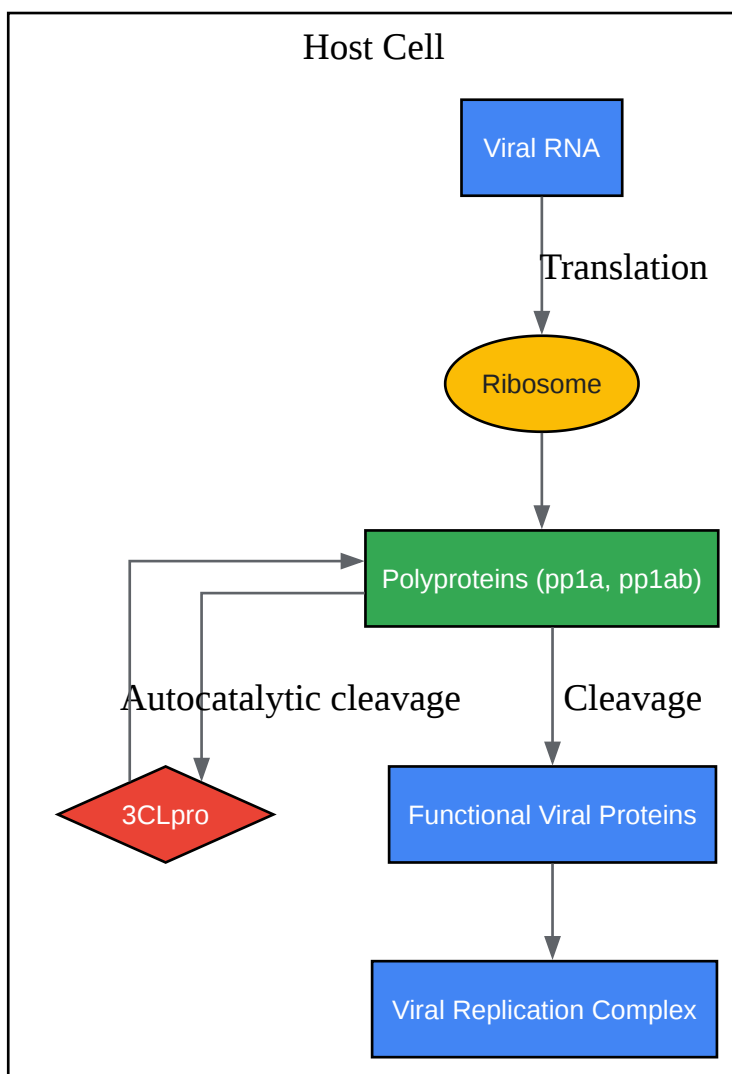 Host Cell
Viral RNA
Translation
Ribosome
Polyproteins (pp1a, pp1ab)
Autocatalytic cleavage
Cleavage
3CLpro
Functional Viral Proteins
Viral Replication Complex